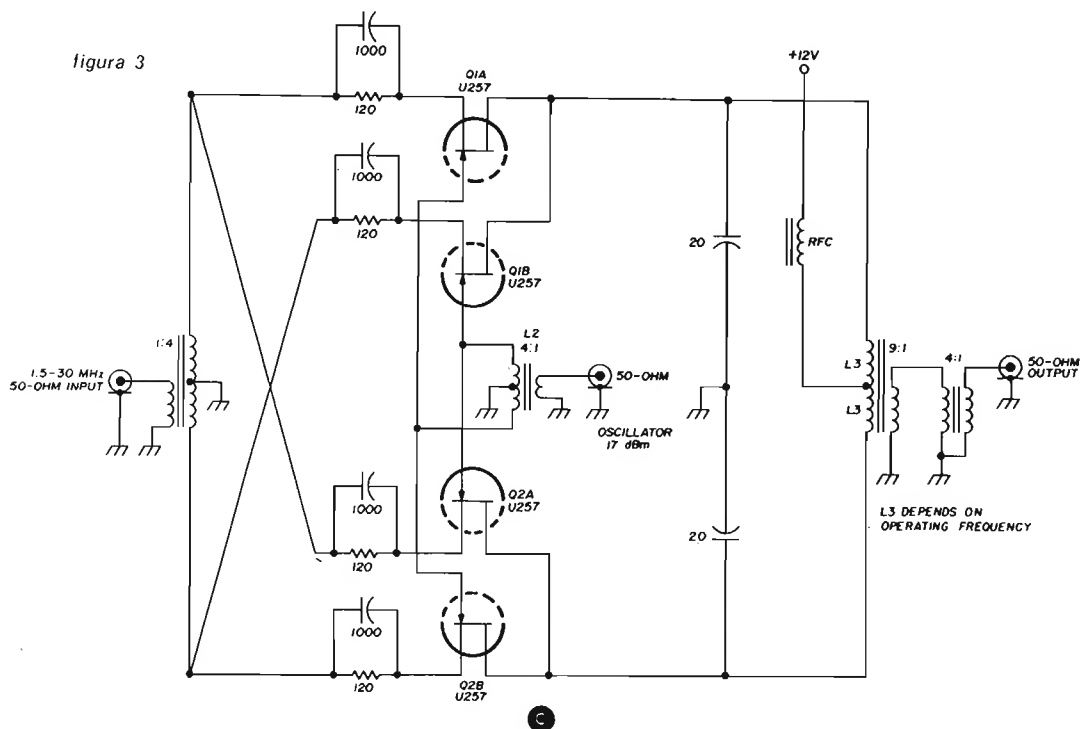 figura 3
1000
120
Q1A
U257
+12V
1000
120
20
RFC
Q1B
U257
1:4
L2
4:1
1.5-30 MHz
50-OHM INPUT
50-OHM
OSCILLATOR
17 dBm
L3
L3
9:1
4:1
50-OHM
OUTPUT
1000
120
Q2A
U257
L3 DEPENDS ON
OPERATING FREQUENCY
20
1000
120
Q2B
U257
C